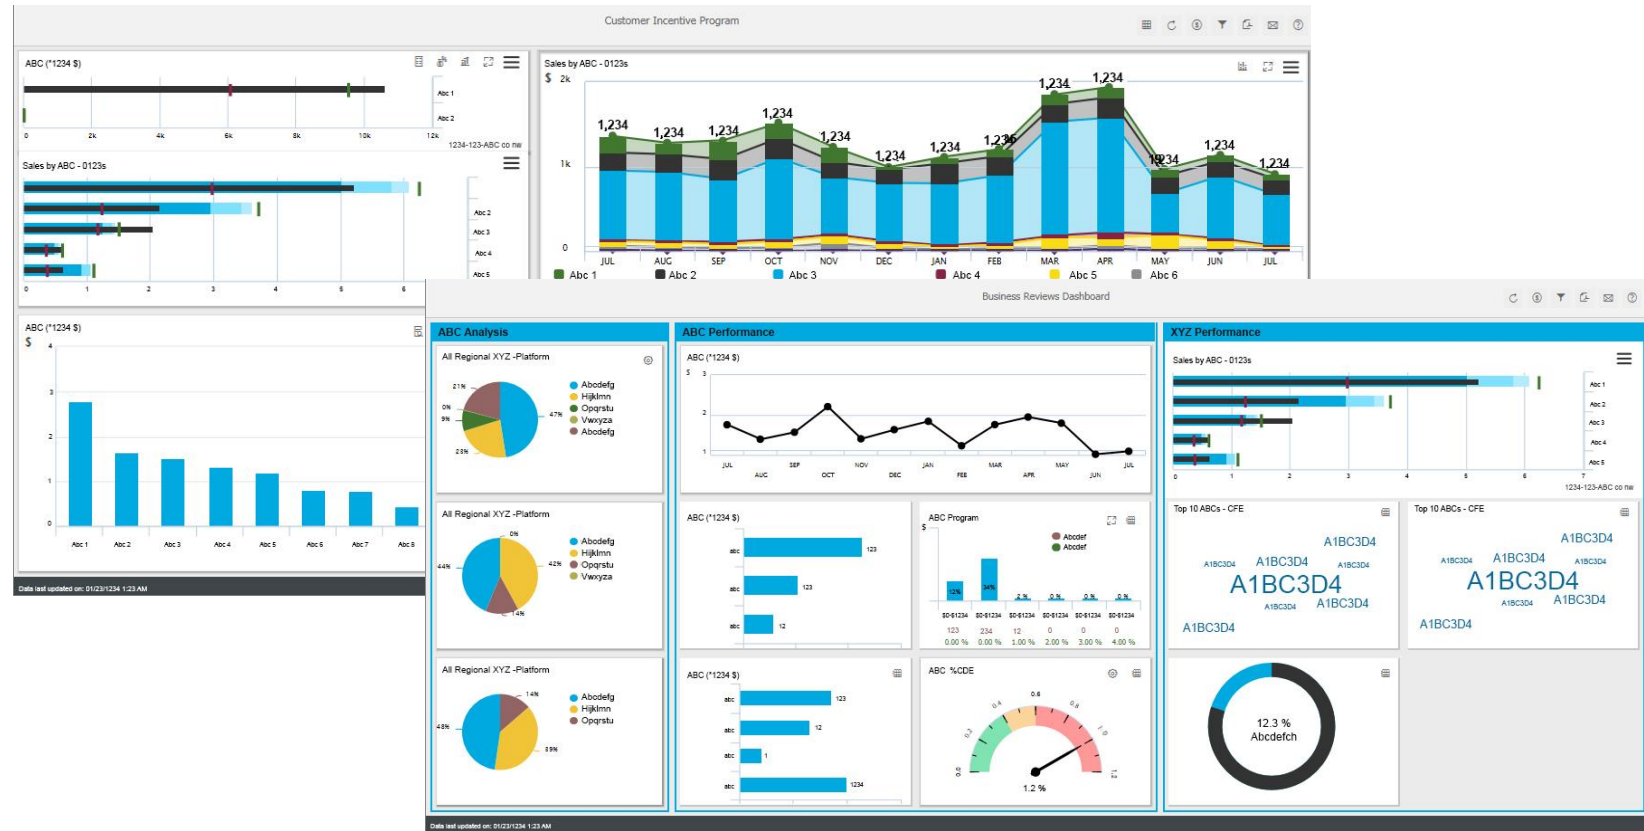 Customer Incentive Program
ABC (*1234 $)
Abc 1
Abc 2
0 2k 4k 6k 8k 10k 12k
1234-123-ABC co nw
Sales by ABC - 0123s
Abc 2
Abc 3
Abc 4
Abc 5
0 1 2 3 4 5 6
ABC (*1234 $)
$
4
3
2
1
0
Abc 1 Abc 2 Abc 3 Abc 4 Abc 5 Abc 6 Abc 7 Abc 8
Data last updated on: 01/23/1234 1:23 AM
Sales by ABC - 0123s
$ 2k
1k
0
1,234 1,234 1,234 1,234 1,234 1,234 1,234 1,234 1,234 1,234 1,234 1,234
JUL AUG SEP OCT NOV DEC JAN FEB MAR APR MAY JUN JUL
Abc 1 Abc 2 Abc 3 Abc 4 Abc 5 Abc 6
Business Reviews Dashboard
ABC Analysis
All Regional XYZ -Platform
21%
0%
9%
23%
47%
Abcdefg
Hijklmn
Opqrstu
Vwxyza
Abcdefg
All Regional XYZ -Platform
0%
44%
42%
14%
Abcdefg
Hijklmn
Opqrstu
Vwxyza
All Regional XYZ -Platform
14%
48%
39%
Abcdefg
Hijklmn
Opqrstu
ABC Performance
ABC (*1234 $)
$ 3
2
1
JUL AUG SEP OCT NOV DEC JAN FEB MAR APR MAY JUN JUL
ABC (*1234 $)
abc 123
abc 123
abc 12
ABC Program
$
Abcdef
Abcdef
12% 34% 2 % 0 % 0 % 0 %
$0-$1234 $0-$1234 $0-$1234 $0-$1234 $0-$1234 $0-$1234
123 234 12 0 0 0
0.00 % 0.00 % 1.00 % 2.00 % 3.00 % 4.00 %
ABC (*1234 $)
abc 123
abc 12
abc 1
abc 1234
ABC %CDE
0.0 0.2 0.4 0.6 0.8 1.0 1.2
1.2 %
XYZ Performance
Sales by ABC - 0123s
Abc 1
Abc 2
Abc 3
Abc 4
Abc 5
0 1 2 3 4 5 6 7
1234-123-ABC co nw
Top 10 ABCs - CFE
A1BC3D4
A1BC3D4 A1BC3D4 A1BC3D4
A1BC3D4
A1BC3D4 A1BC3D4
A1BC3D4
Top 10 ABCs - CFE
A1BC3D4
A1BC3D4 A1BC3D4 A1BC3D4
A1BC3D4
A1BC3D4 A1BC3D4
A1BC3D4
12.3 %
Abcdefch
Data last updated on: 01/23/1234 1:23 AM